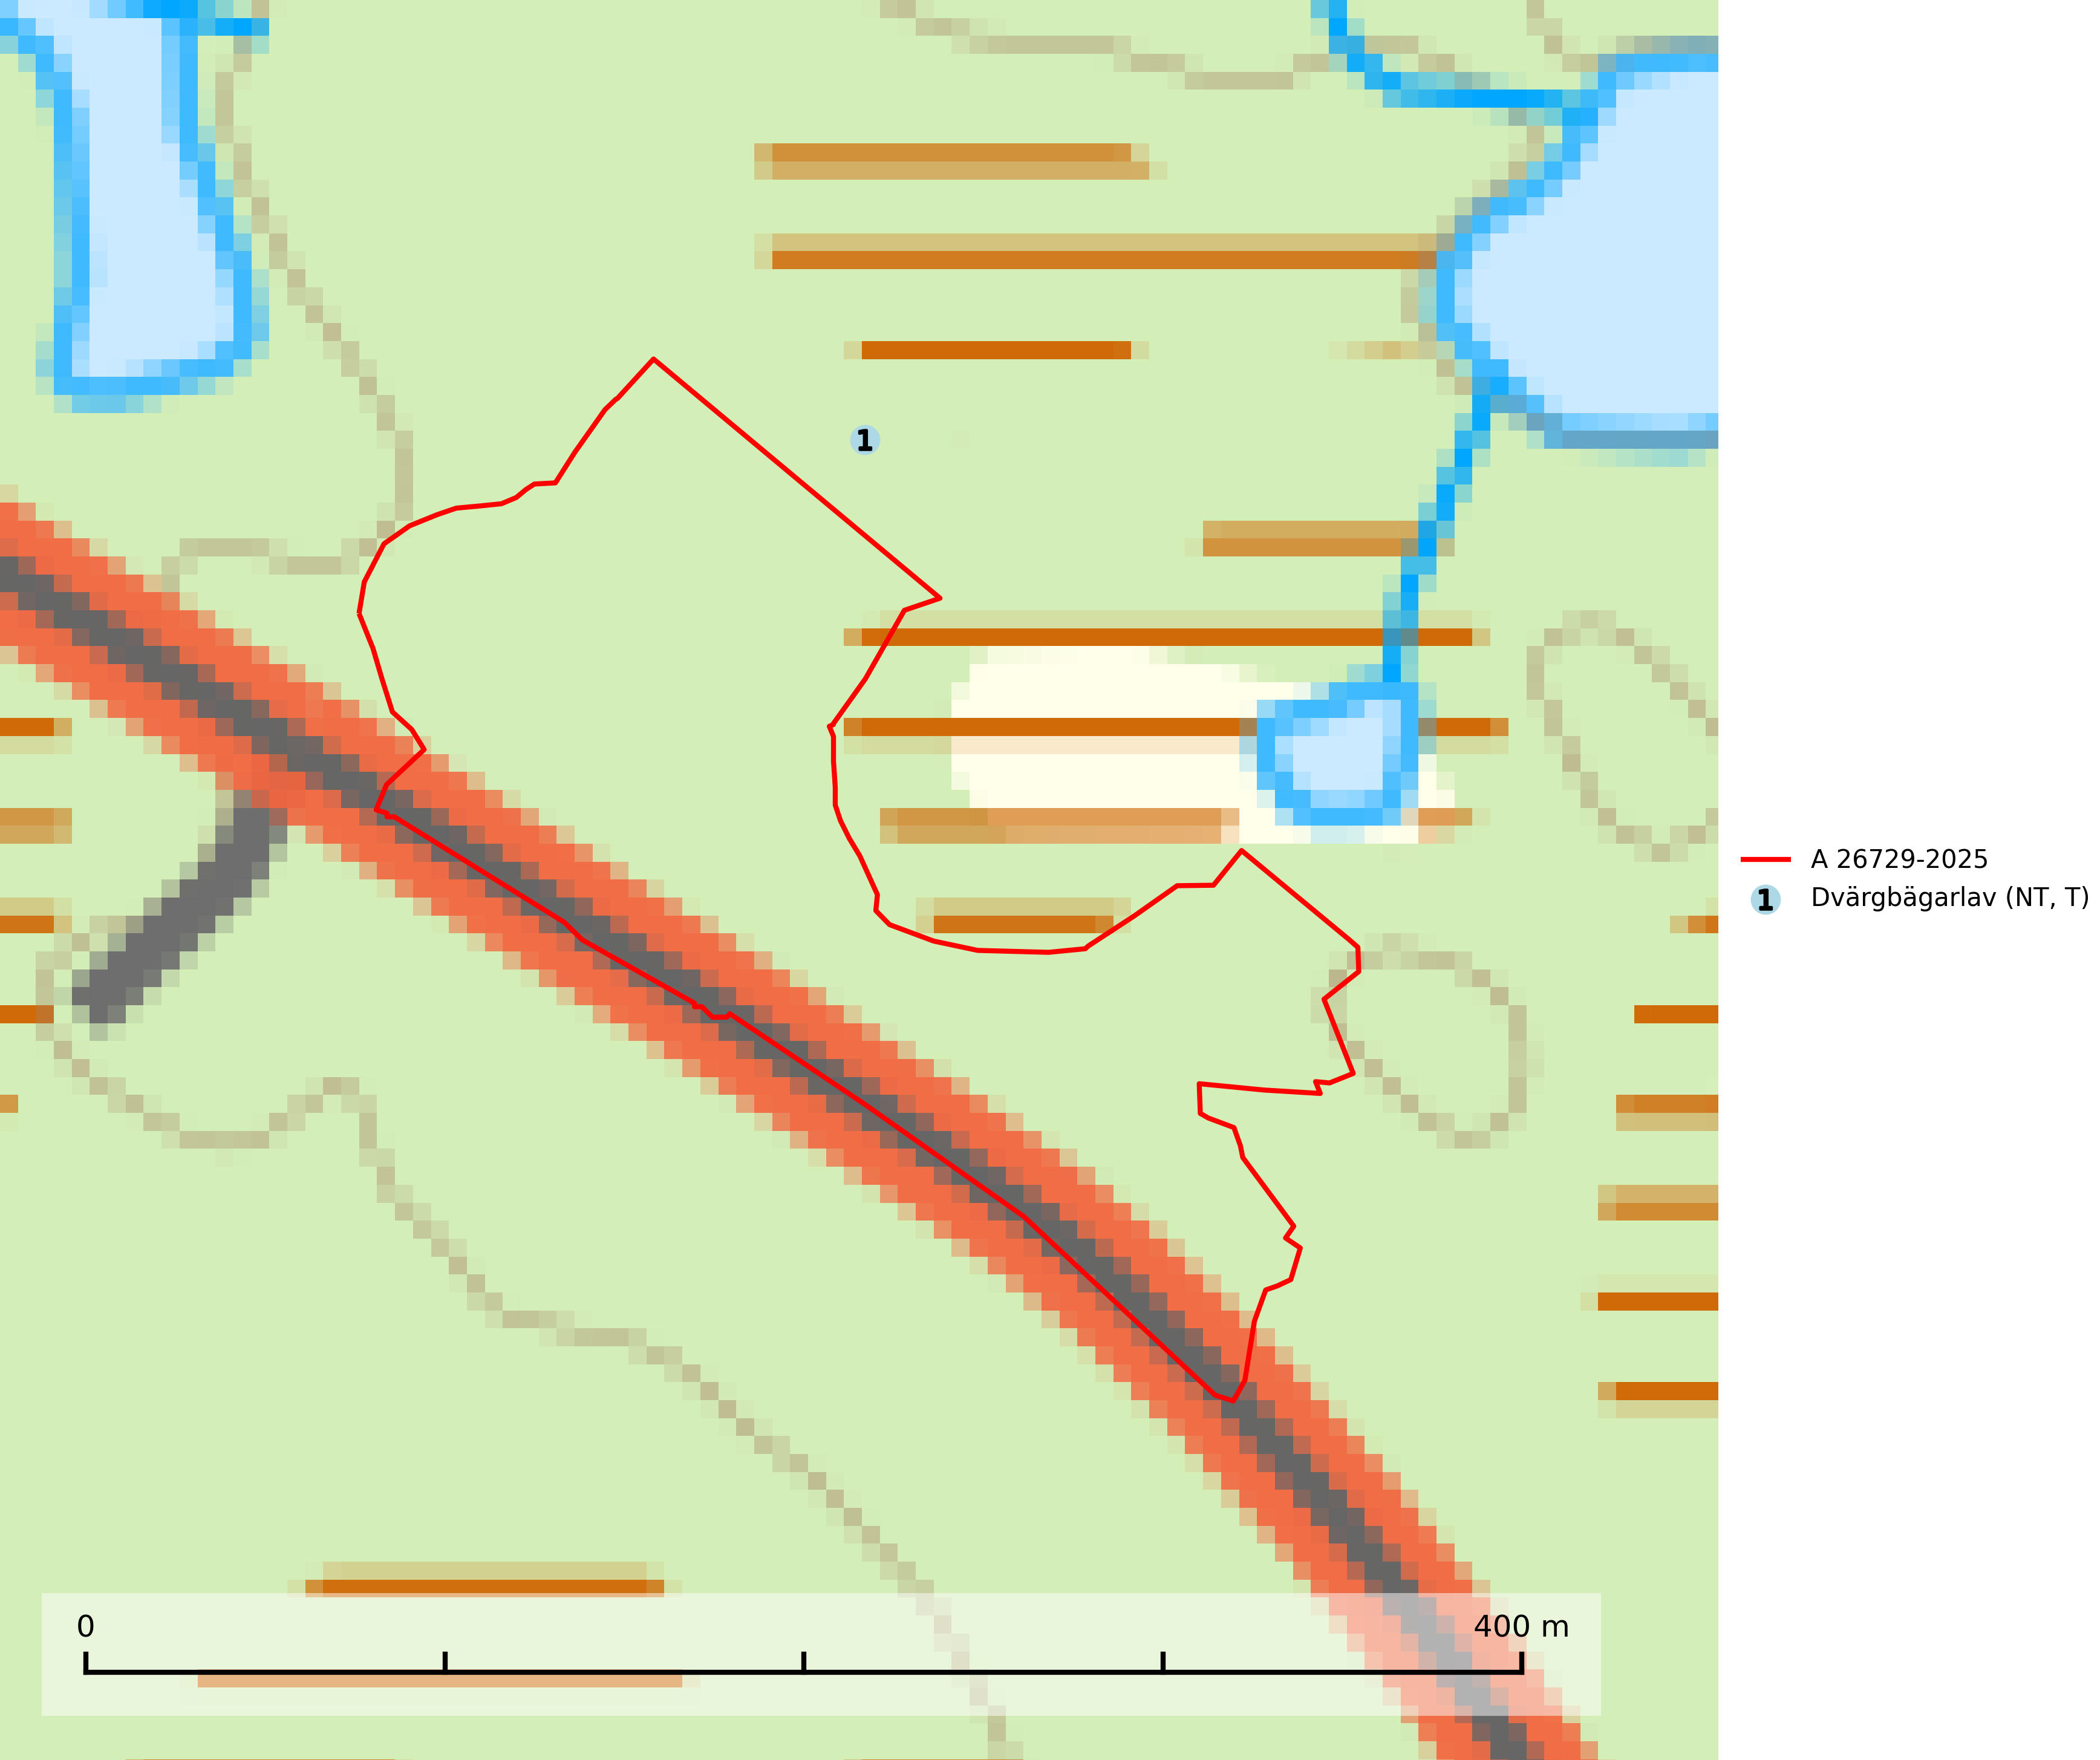 1
A 26729-2025
1 Dvärgbägarlav (NT, T)
0 400 m